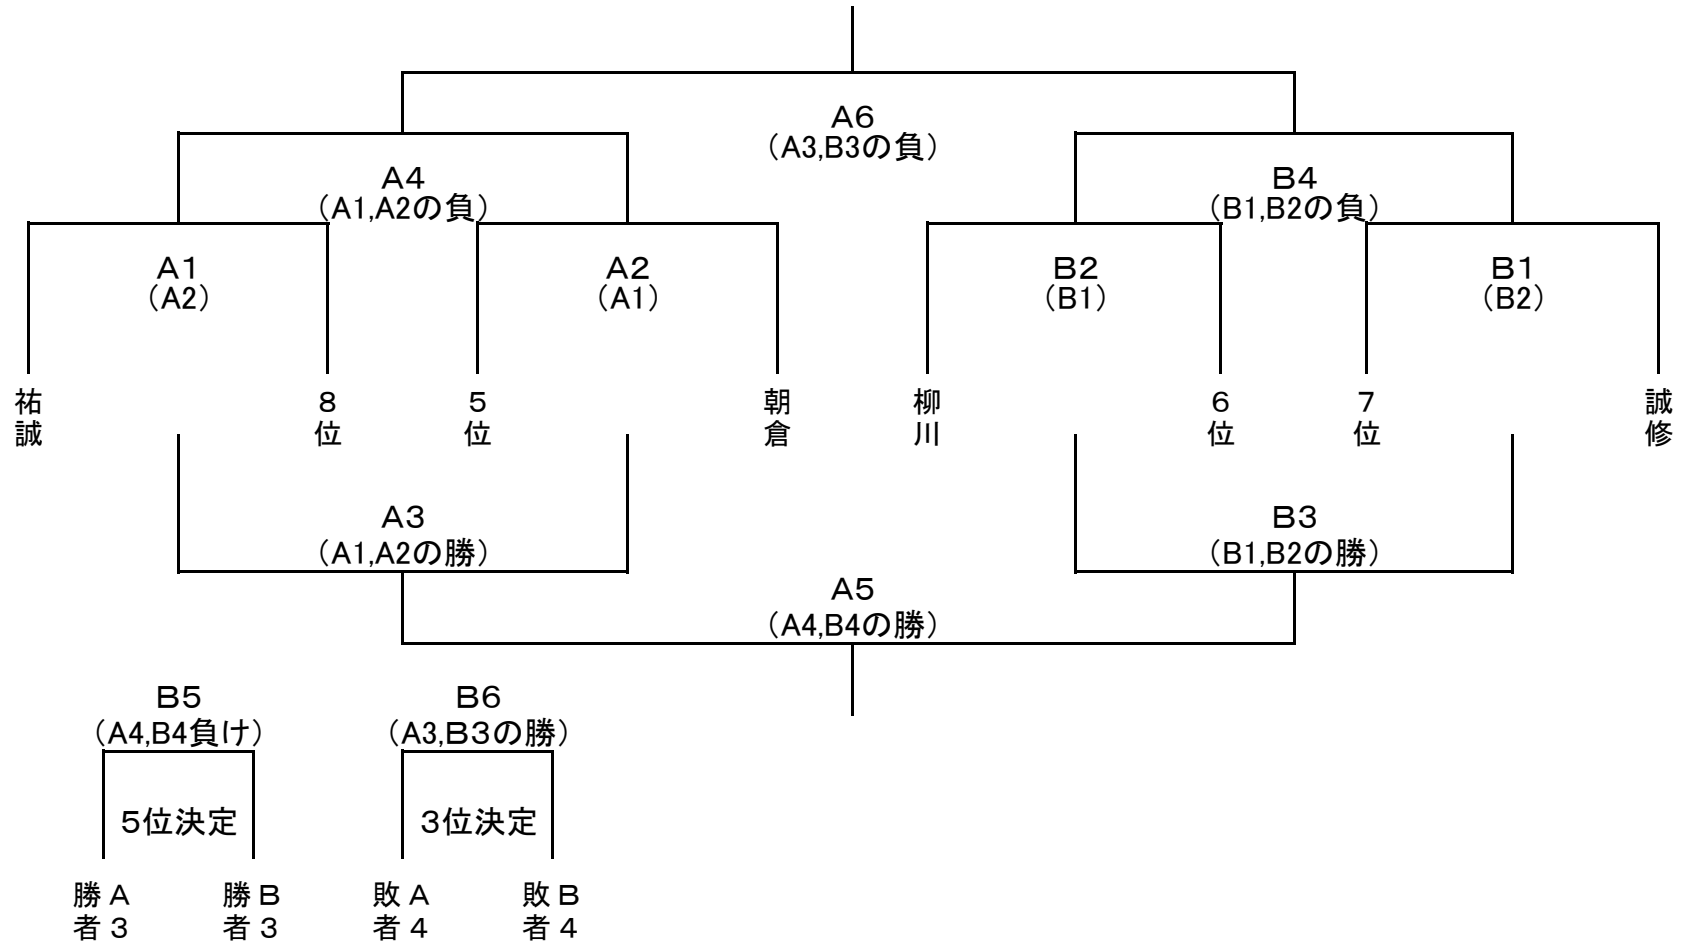 A6
（A3,B3の負）
A4
（A1,A2の負）
B4
（B1,B2の負）
A1
（A2）
A2
（A1）
B2
（B1）
B1
（B2）
祐誠
8位
5位
朝倉
柳川
6位
7位
誠修
A3
（A1,A2の勝）
B3
（B1,B2の勝）
A5
（A4,B4の勝）
B5
（A4,B4負け）
B6
（A3,B3の勝）
5位決定
3位決定
A3勝者
B3勝者
A4敗者
B4敗者